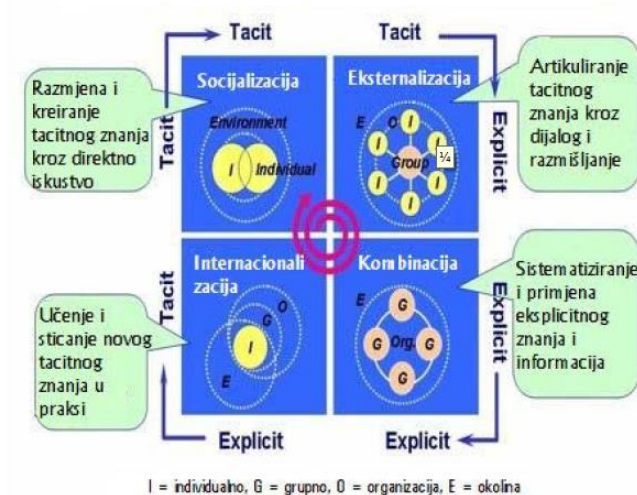 Tacit
Tacit
Razmjena i
kreiranje
tacitnog znanja
kroz direktno
iskustvo
Tacit
Socijalizacija
Environment
I
Individual
Eksternalizacija
E
O
I
I
I
Group
¼
I
I
I
Explicit
Artikuliranje
tacitnog
znanja kroz
dijalog i
razmišljanje
Učenje i
sticanje novog
tacitnog
znanja u
praksi
Tacit
Internacionali
zacija
O
G
I
E
Kombinacija
E
G
G
Org.
G
G
Explicit
Sistematiziranje
i primjena
eksplicitnog
znanja i
informacija
Explicit
Explicit
I = individualno, G = grupno, O = organizacija, E = okolina